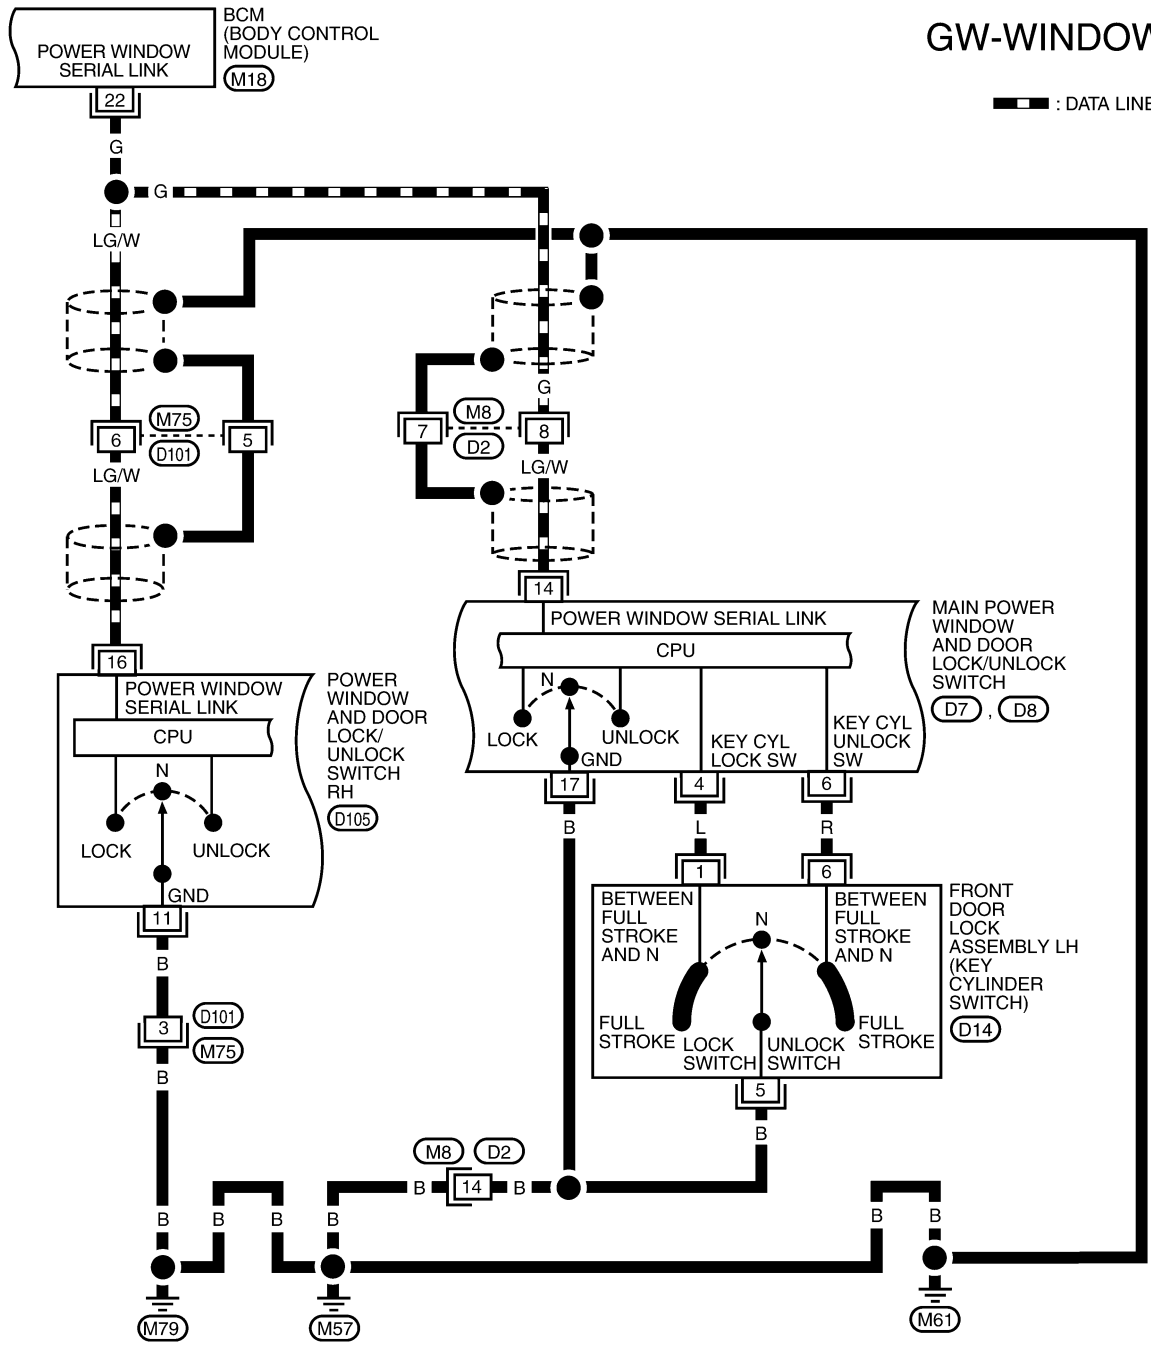 BCM
(BODY CONTROL
MODULE)
M18
GW-WINDOW
POWER WINDOW
SERIAL LINK
22
: DATA LINE
G
G
LG/W
G
M75
D101
6
5
M8
D2
7
8
LG/W
LG/W
14
16
POWER WINDOW SERIAL LINK
CPU
N
LOCK
UNLOCK
GND
KEY CYL
LOCK SW
KEY CYL
UNLOCK
SW
MAIN POWER
WINDOW
AND DOOR
LOCK/UNLOCK
SWITCH
D7 , D8
POWER WINDOW
SERIAL LINK
CPU
N
LOCK
UNLOCK
GND
POWER
WINDOW
AND DOOR
LOCK/
UNLOCK
SWITCH
RH
D105
17
4
6
B
L
R
1
6
BETWEEN
FULL
STROKE
AND N
N
BETWEEN
FULL
STROKE
AND N
FULL
STROKE
LOCK
SWITCH
UNLOCK
SWITCH
FULL
STROKE
FRONT
DOOR
LOCK
ASSEMBLY LH
(KEY
CYLINDER
SWITCH)
D14
11
B
3
D101
M75
B
5
B
M8
D2
B
14
B
B
B
B
B
B
B
M79
M57
M61